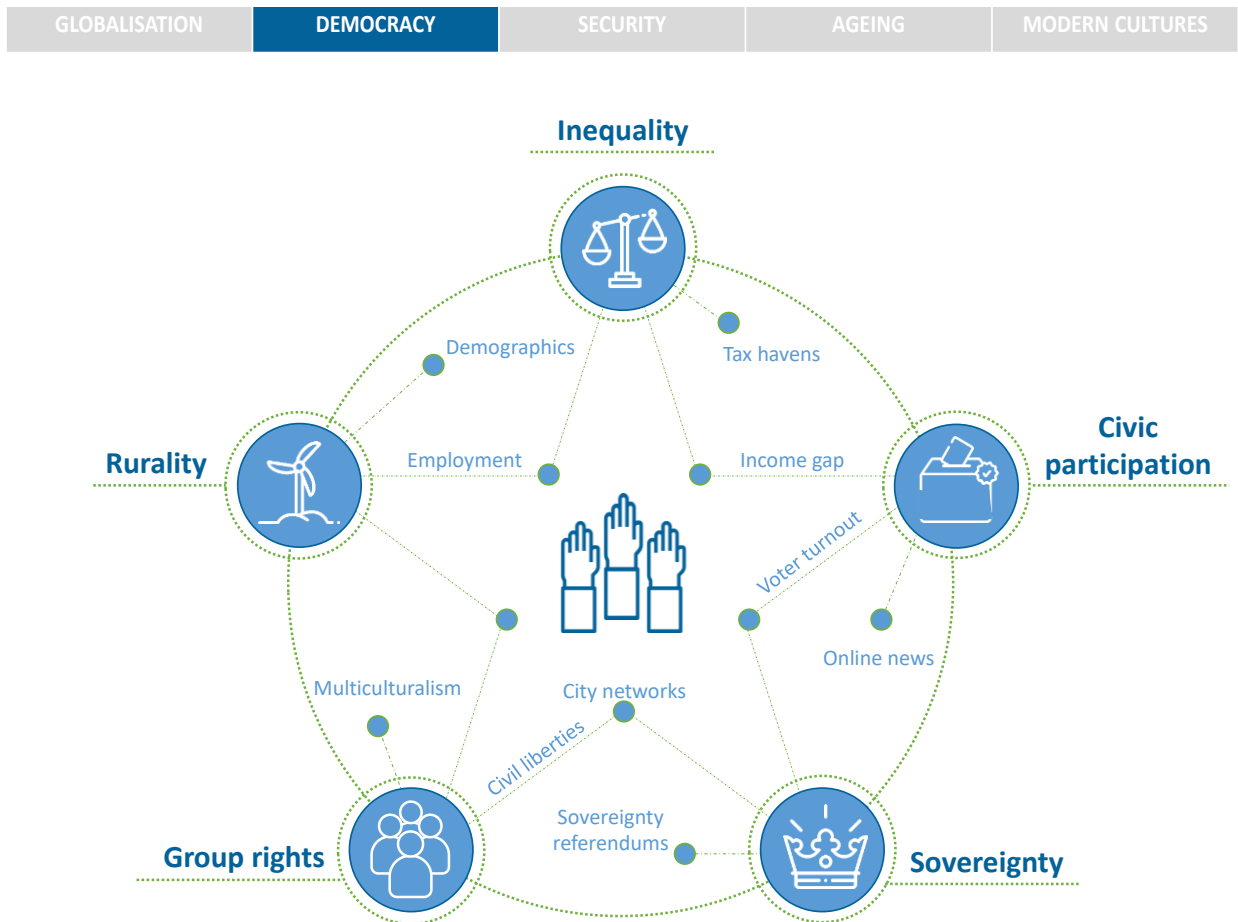 GLOBALISATION
DEMOCRACY
SECURITY
AGEING
MODERN CULTURES
Inequality
Demographics
Tax havens
Civic
participation
Rurality
Employment
Income gap
Voter turnout
Online news
Multiculturalism
City networks
Civil liberties
Sovereignty
referendums
Group rights
Sovereignty